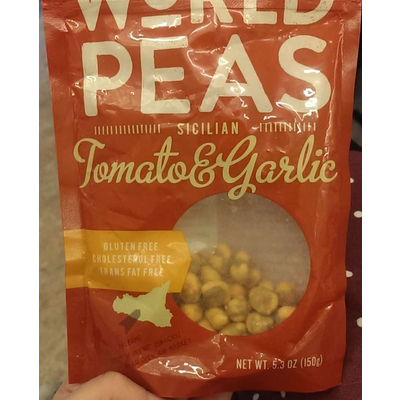 WORLD
PEAS
SICILIAN
Tomato&Garlic
GLUTEN FREE
CHOLESTEROL FREE
TRANS FAT FREE
NET WT. 5.3 OZ (150g)